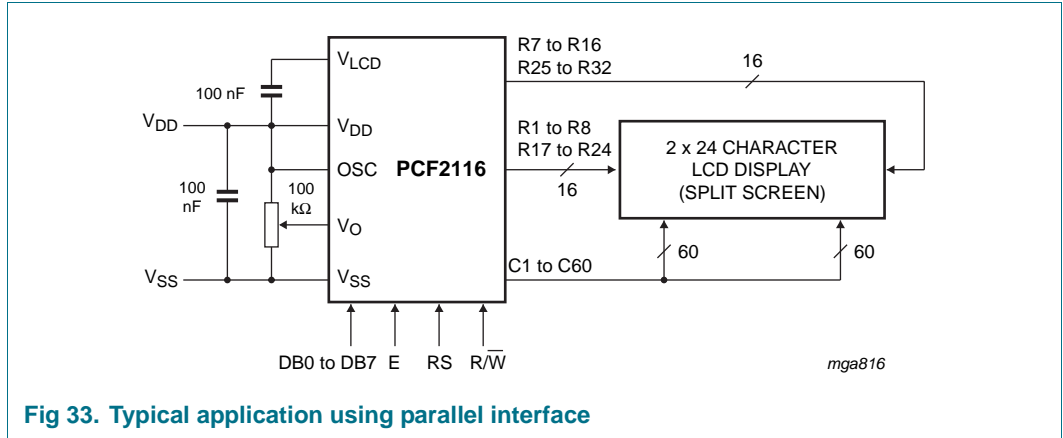 R7 to R16
R25 to R32
16
VLCD
100 nF
VDD
VDD
R1 to R8
R17 to R24
16
2 x 24 CHARACTER
LCD DISPLAY
(SPLIT SCREEN)
OSC
PCF2116
100
nF
100
kΩ
VO
60
60
VSS
VSS
C1 to C60
DB0 to DB7 E RS R/W̅
mga816
Fig 33. Typical application using parallel interface